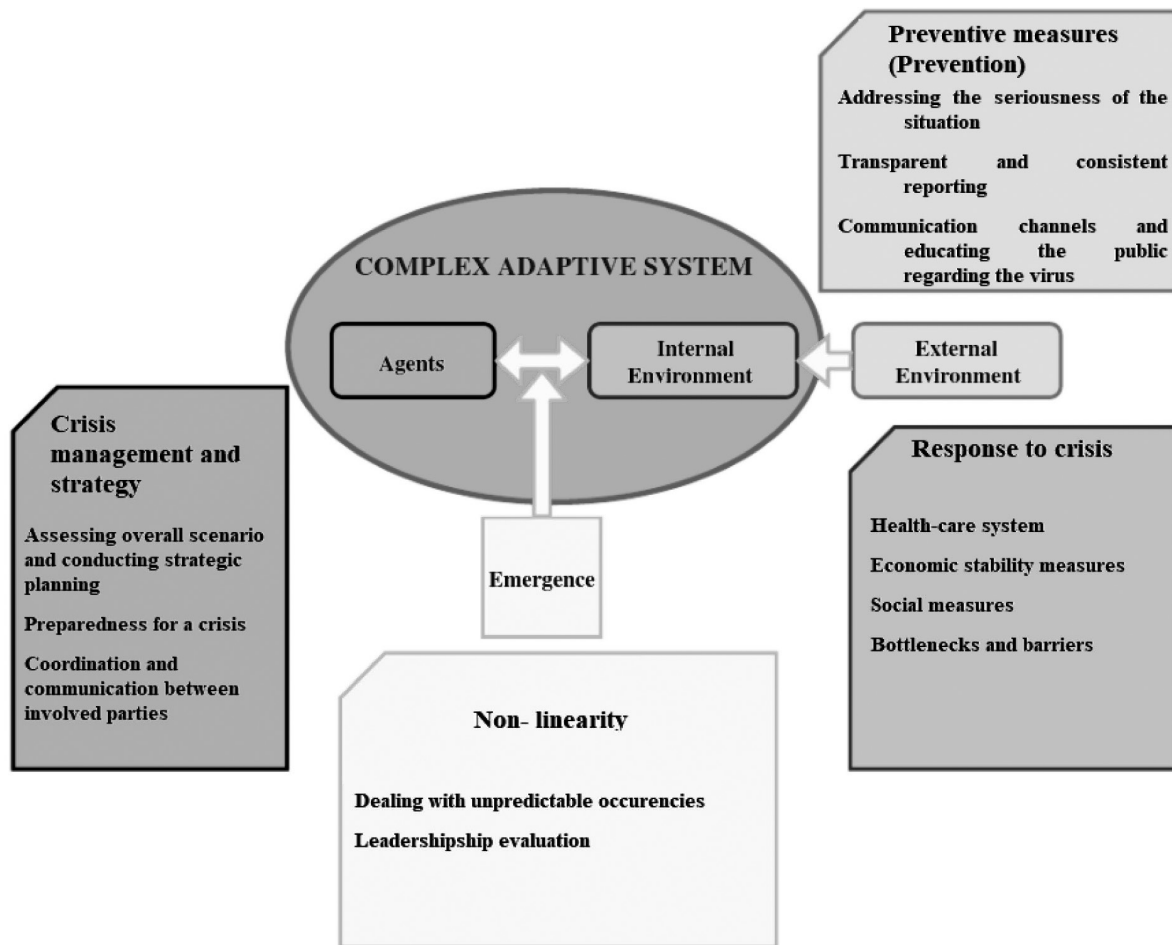 Preventive measures
(Prevention)
Addressing the seriousness of the
situation
Transparent and consistent
reporting
Communication channels and
educating the public
regarding the virus
COMPLEX ADAPTIVE SYSTEM
Agents
Internal
Environment
External
Environment
Crisis
management and
strategy
Assessing overall scenario
and conducting strategic
planning
Preparedness for a crisis
Coordination and
communication between
involved parties
Emergence
Response to crisis
Health-care system
Economic stability measures
Social measures
Bottlenecks and barriers
Non- linearity
Dealing with unpredictable occurencies
Leadershipship evaluation